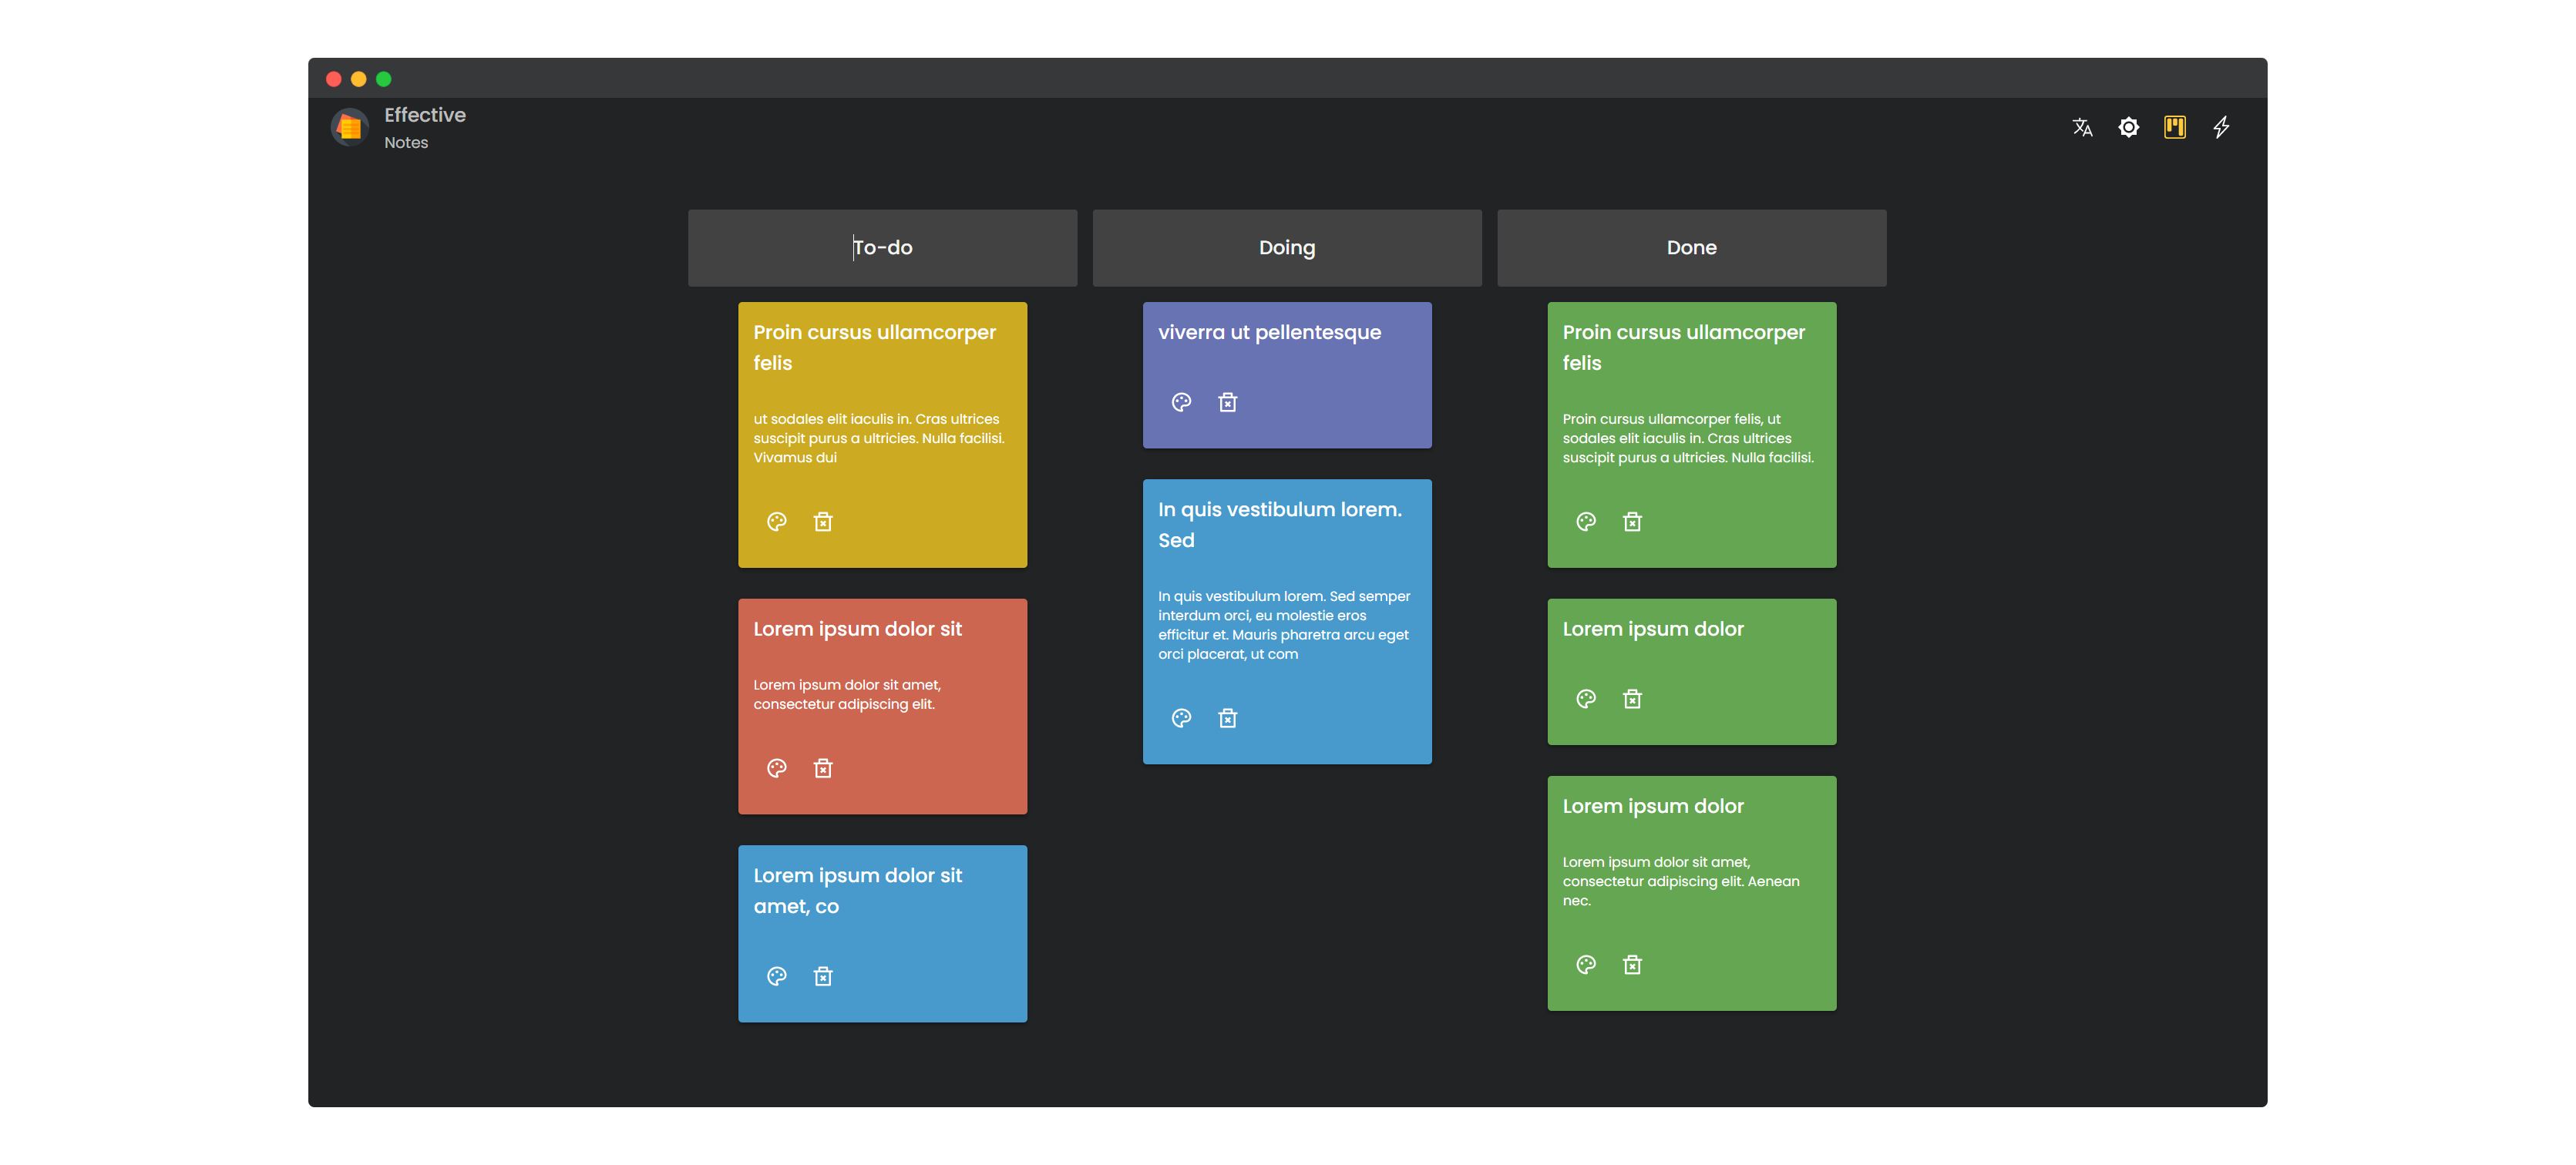 Effective
Notes
To-do
Doing
Done
Proin cursus ullamcorper
felis
ut sodales elit iaculis in. Cras ultrices
suscipit purus a ultricies. Nulla facilisi.
Vivamus dui
Lorem ipsum dolor sit
Lorem ipsum dolor sit amet,
consectetur adipiscing elit.
Lorem ipsum dolor sit
amet, co
viverra ut pellentesque
In quis vestibulum lorem.
Sed
In quis vestibulum lorem. Sed semper
interdum orci, eu molestie eros
efficitur et. Mauris pharetra arcu eget
orci placerat, ut com
Proin cursus ullamcorper
felis
Proin cursus ullamcorper felis, ut
sodales elit iaculis in. Cras ultrices
suscipit purus a ultricies. Nulla facilisi.
Lorem ipsum dolor
Lorem ipsum dolor
Lorem ipsum dolor sit amet,
consectetur adipiscing elit. Aenean
nec.